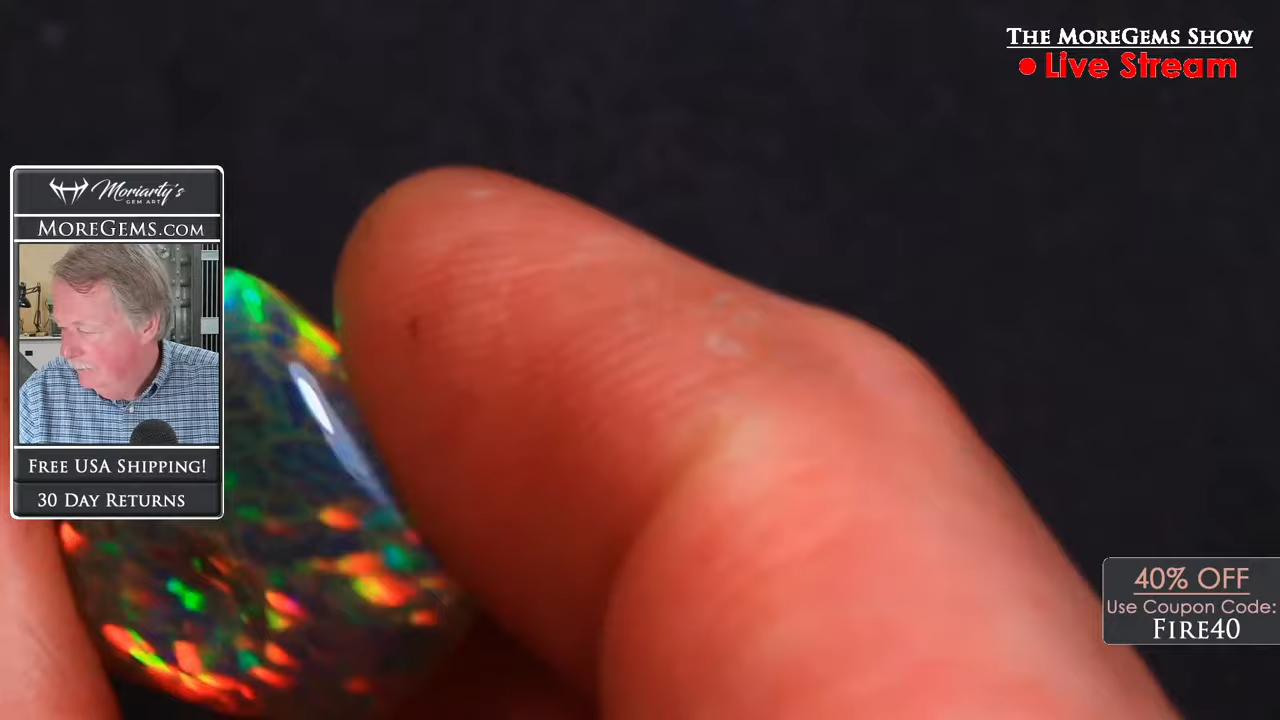 The MoreGems Show
Live Stream
Moriarty's
GEM ART
MoreGems.com
Free USA Shipping!
30 Day Returns
40% OFF
Use Coupon Code:
Fire40